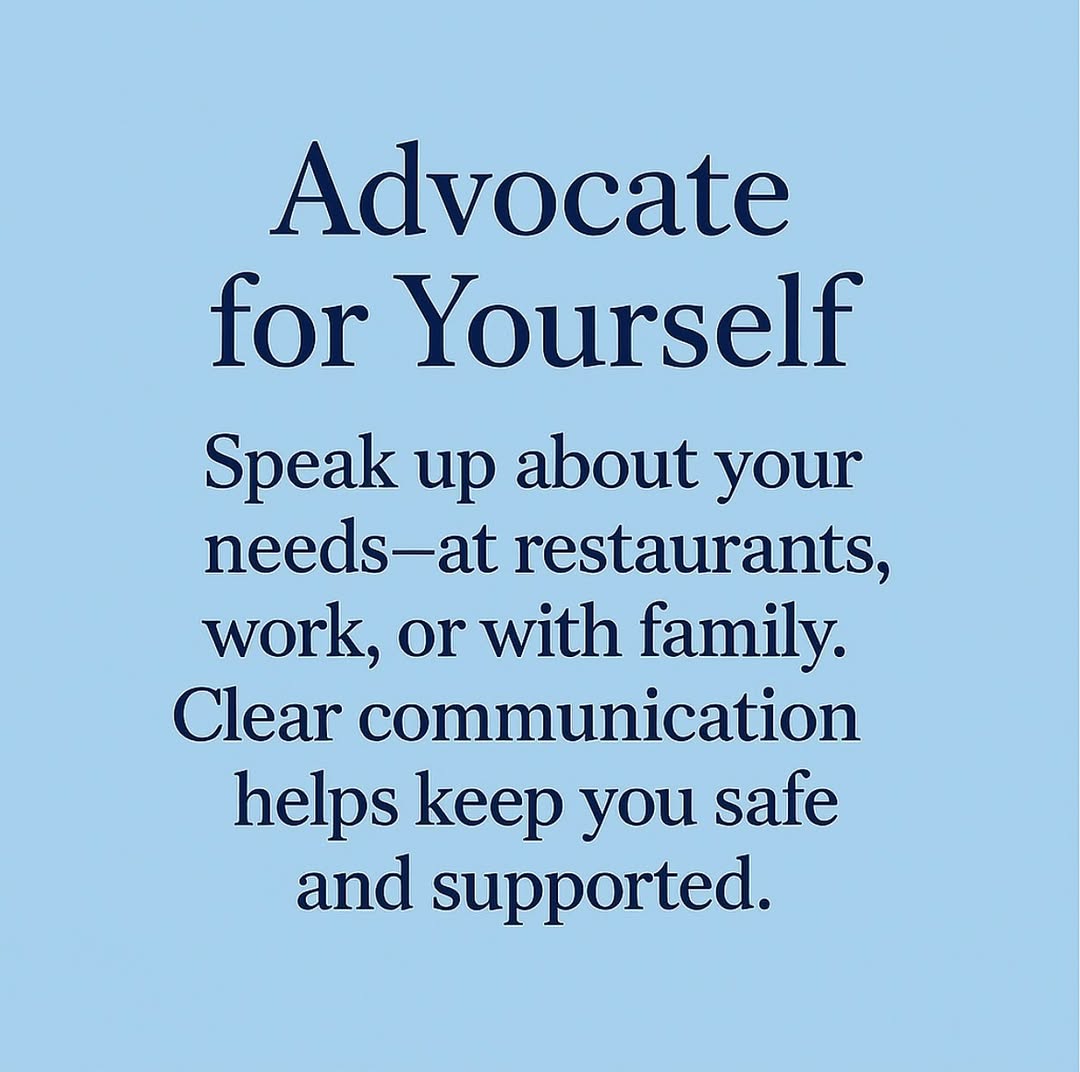 Advocate
for Yourself
Speak up about your
needs—at restaurants,
work, or with family.
Clear communication
helps keep you safe
and supported.